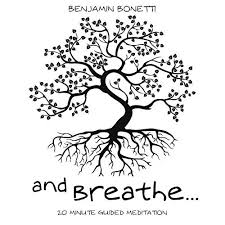 BENJAMIN BONETTI
and Breathe...
20 MINUTE GUIDED MEDITATION